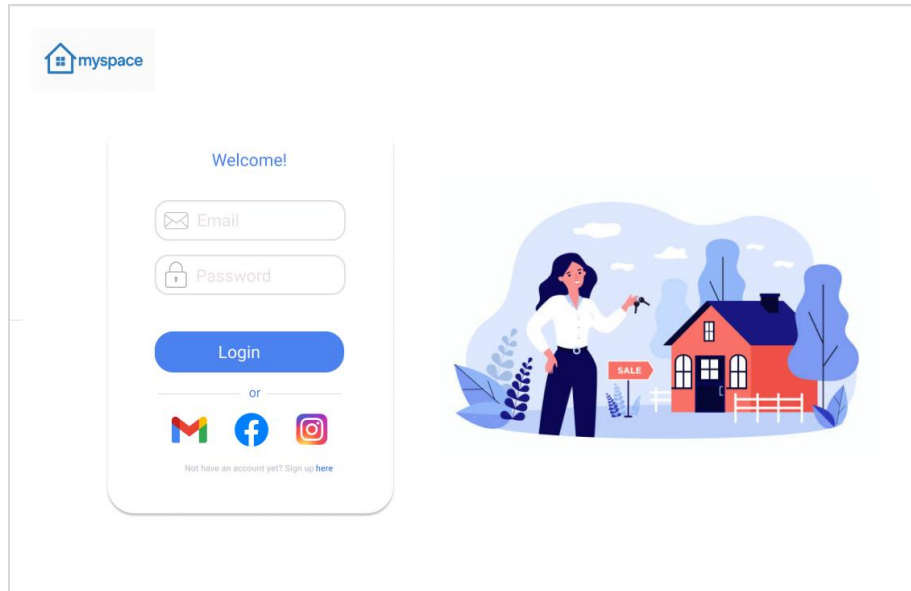 myspace
Welcome!
Email
Password
Login
or
Not have an account yet? Sign up here
SALE